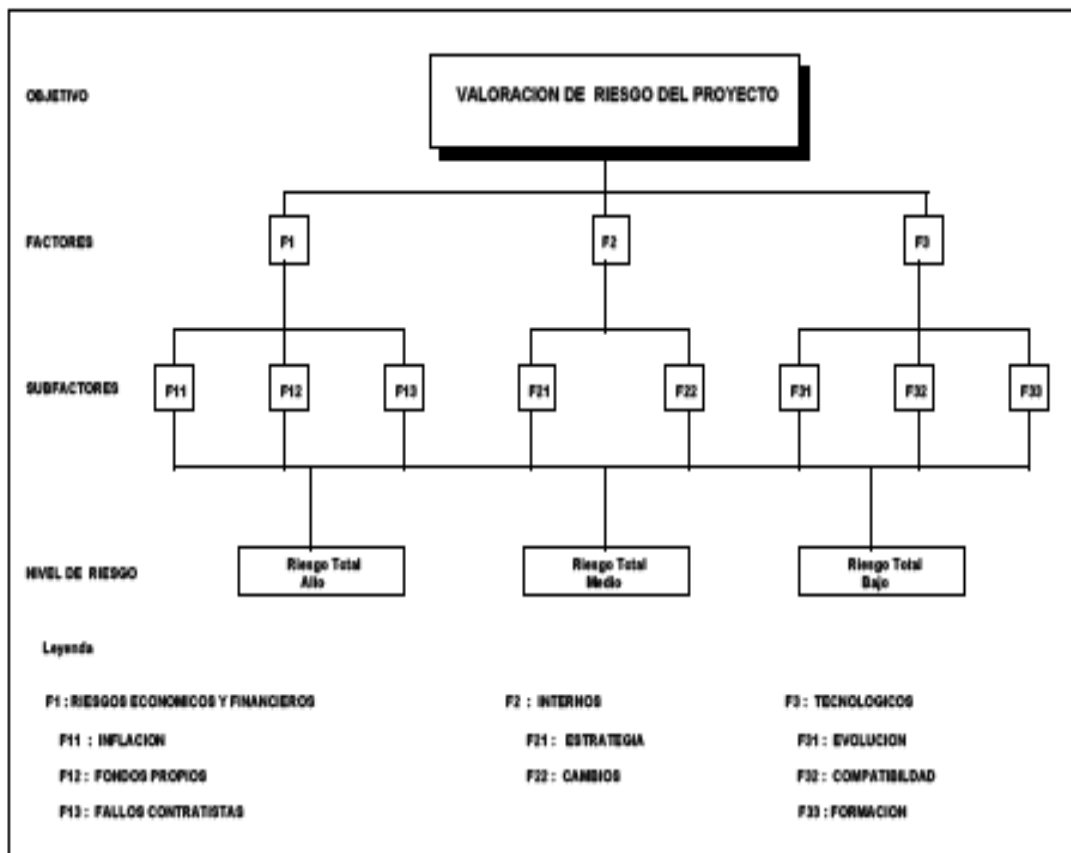 OBJETIVO
VALORACION DE RIESGO DEL PROYECTO
FACTORES
F1
F2
F3
SUBFACTORES
F11
F12
F13
F21
F22
F31
F32
F33
NIVEL DE RIESGO
Riesgo Total
Alto
Riesgo Total
Medio
Riesgo Total
Bajo
Leyenda
F1 : RIESGOS ECONOMICOS Y FINANCIEROS
F11 : INFLACION
F12 : FONDOS PROPIOS
F13 : FALLOS CONTRATISTAS
F2 : INTERNOS
F21 : ESTRATEGIA
F22 : CAMBIOS
F3 : TECNOLOGICOS
F31 : EVOLUCION
F32 : COMPATIBILDAD
F33 : FORMACION